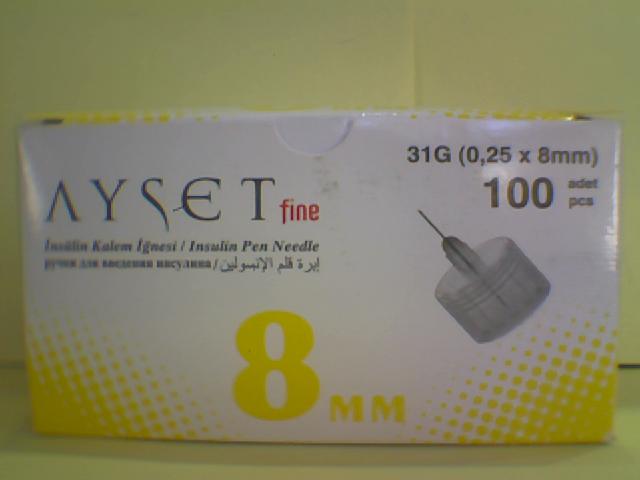 AYSET fine
İnsülin Kalem İğnesi / Insulin Pen Needle
ручки для введения инсулина / إبرة قلم الإنسولين
31G (0,25 x 8mm)
100 adet
pcs
8 MM